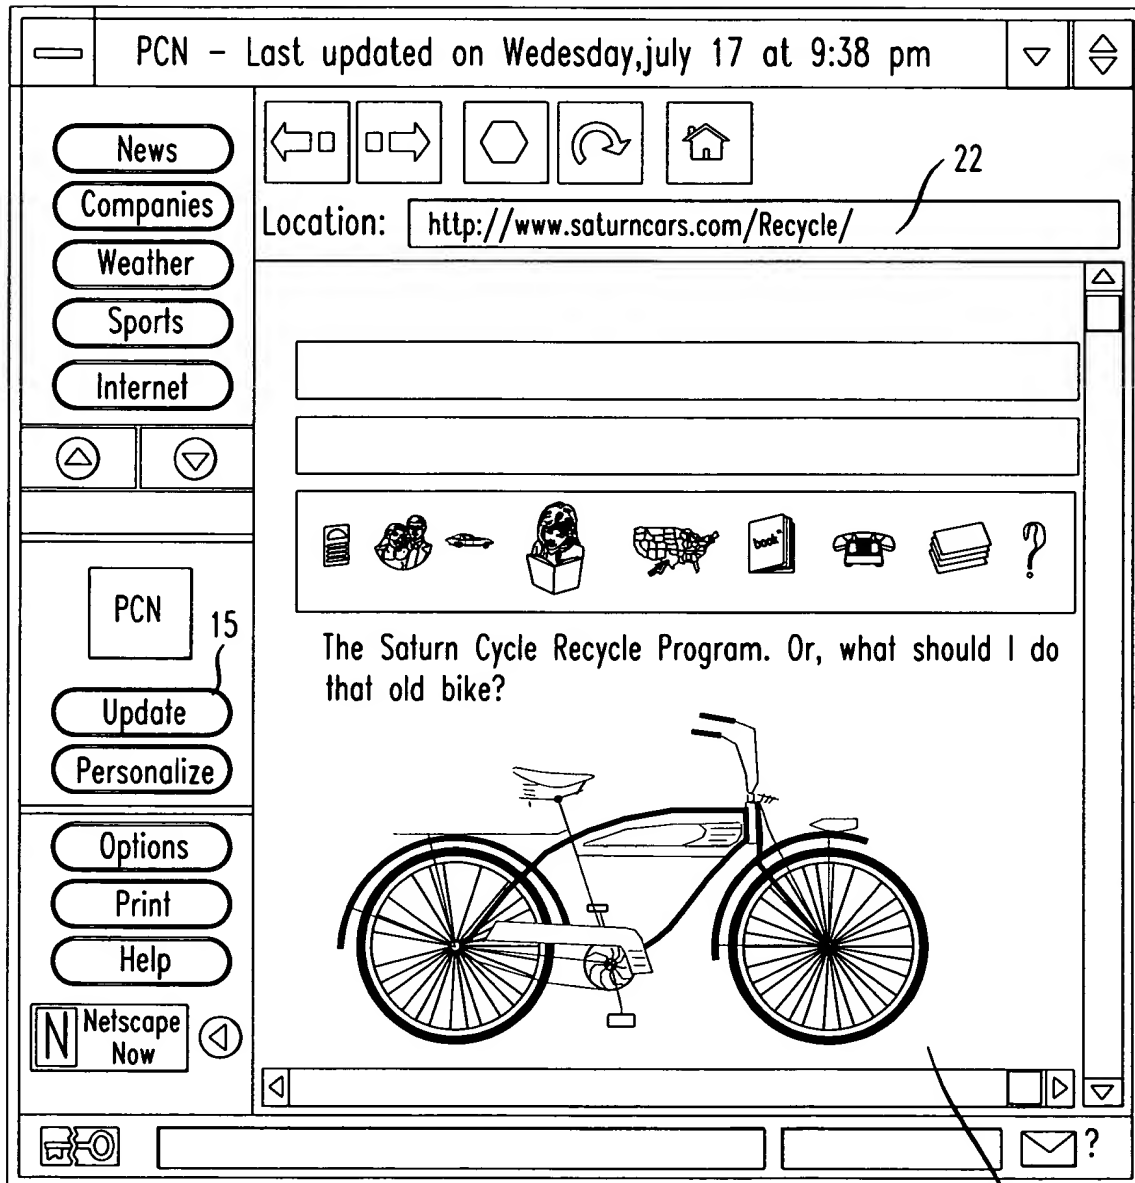 PCN - Last updated on Wedesday,july 17 at 9:38 pm
News
Companies
Weather
Sports
Internet
22
Location: http://www.saturncars.com/Recycle/
book
PCN
15
Update
Personalize
The Saturn Cycle Recycle Program. Or, what should I do
that old bike?
Options
Print
Help
N Netscape
Now
?
?